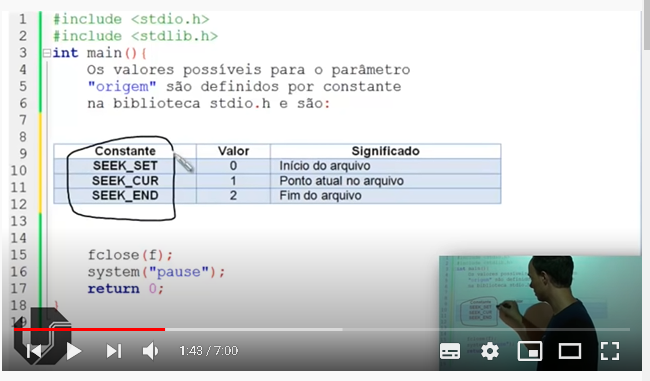 1 #include <stdio.h>
2 #include <stdlib.h>
3 int main(){
4 Os valores possíveis para o parâmetro
5 "origem" são definidos por constante
6 na biblioteca stdio.h e são:
7
8
9 Constante Valor Significado
10 SEEK_SET 0 Início do arquivo
11 SEEK_CUR 1 Ponto atual no arquivo
12 SEEK_END 2 Fim do arquivo
13
14
15 fclose(f);
16 system("pause");
17 return 0;
18 }
19
1:43 / 7:00